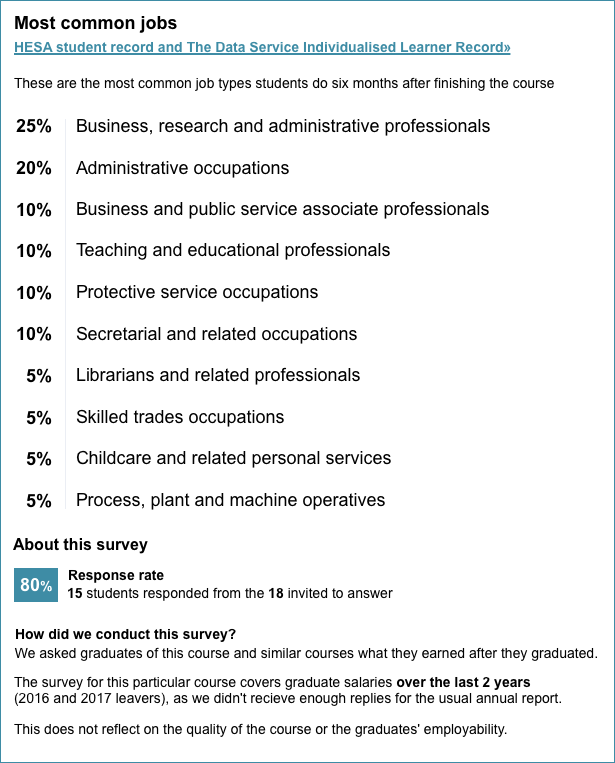 Most common jobs
HESA student record and The Data Service Individualised Learner Record»
These are the most common job types students do six months after finishing the course
25% Business, research and administrative professionals
20% Administrative occupations
10% Business and public service associate professionals
10% Teaching and educational professionals
10% Protective service occupations
10% Secretarial and related occupations
5% Librarians and related professionals
5% Skilled trades occupations
5% Childcare and related personal services
5% Process, plant and machine operatives
About this survey
80%
Response rate
15 students responded from the 18 invited to answer
How did we conduct this survey?
We asked graduates of this course and similar courses what they earned after they graduated.
The survey for this particular course covers graduate salaries over the last 2 years
(2016 and 2017 leavers), as we didn't recieve enough replies for the usual annual report.
This does not reflect on the quality of the course or the graduates' employability.